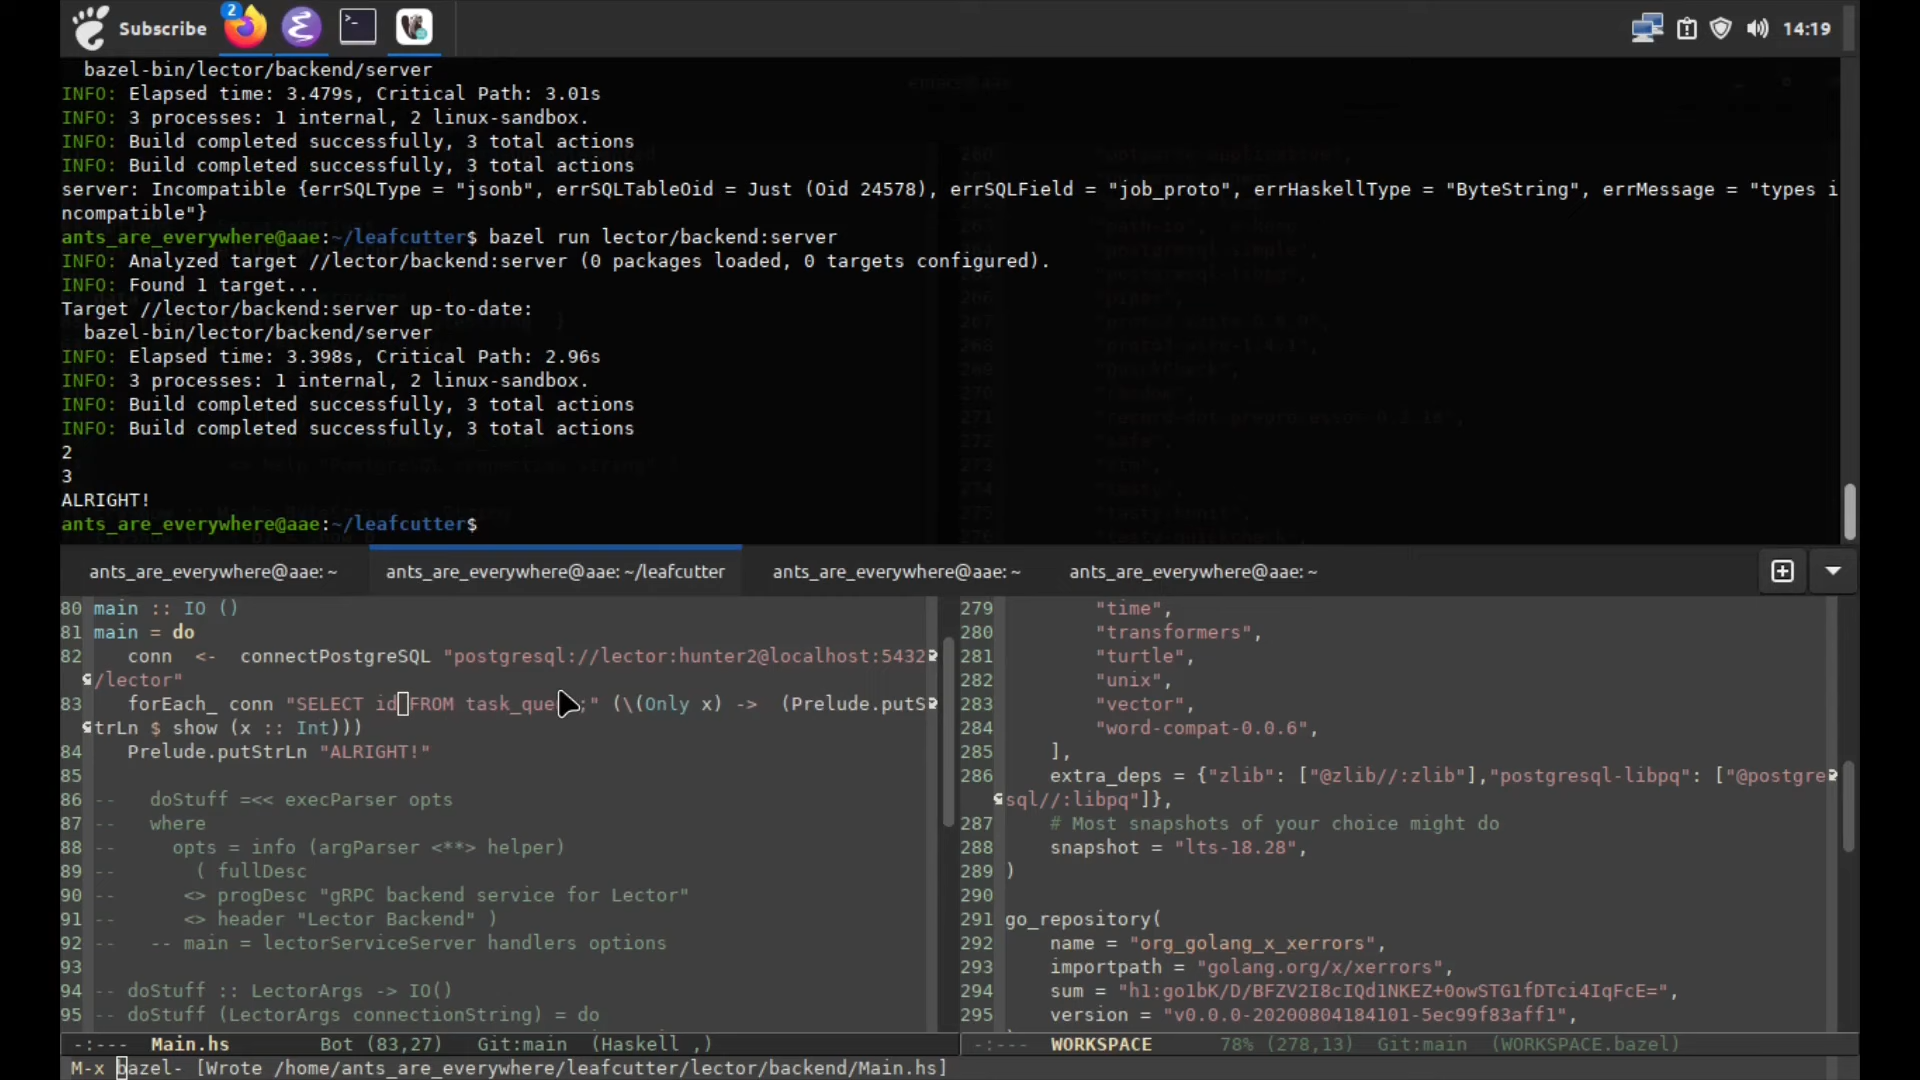 Subscribe
2
14:19
bazel-bin/lector/backend/server
INFO: Elapsed time: 3.479s, Critical Path: 3.01s
INFO: 3 processes: 1 internal, 2 linux-sandbox.
INFO: Build completed successfully, 3 total actions
INFO: Build completed successfully, 3 total actions
server: Incompatible {errSQLType = "jsonb", errSQLTableOid = Just (Oid 24578), errSQLField = "job_proto", errHaskellType = "ByteString", errMessage = "types i
ncompatible"}
ants_are_everywhere@aae:~/leafcutter$ bazel run lector/backend:server
INFO: Analyzed target //lector/backend:server (0 packages loaded, 0 targets configured).
INFO: Found 1 target...
Target //lector/backend:server up-to-date:
bazel-bin/lector/backend/server
INFO: Elapsed time: 3.398s, Critical Path: 2.96s
INFO: 3 processes: 1 internal, 2 linux-sandbox.
INFO: Build completed successfully, 3 total actions
INFO: Build completed successfully, 3 total actions
2
3
ALRIGHT!
ants_are_everywhere@aae:~/leafcutter$
ants_are_everywhere@aae: ~
ants_are_everywhere@aae: ~/leafcutter
ants_are_everywhere@aae: ~
ants_are_everywhere@aae: ~
80 main :: IO ()
81 main = do
82 conn <- connectPostgreSQL "postgresql://lector:hunter2@localhost:5432
/lector"
83 forEach_ conn "SELECT id FROM task_que ;" (\(Only x) -> (Prelude.putS
trLn $ show (x :: Int)))
84 Prelude.putStrLn "ALRIGHT!"
85
86 -- doStuff =<< execParser opts
87 -- where
88 -- opts = info (argParser <**> helper)
89 -- ( fullDesc
90 -- <> progDesc "gRPC backend service for Lector"
91 -- <> header "Lector Backend" )
92 -- -- main = lectorServiceServer handlers options
93
94 -- doStuff :: LectorArgs -> IO()
95 -- doStuff (LectorArgs connectionString) = do
-:--- Main.hs Bot (83,27) Git:main (Haskell ,)
279 "time",
280 "transformers",
281 "turtle",
282 "unix",
283 "vector",
284 "word-compat-0.0.6",
285 ],
286 extra_deps = {"zlib": ["@zlib//:zlib"],"postgresql-libpq": ["@postgre
sql//:libpq"]},
287 # Most snapshots of your choice might do
288 snapshot = "lts-18.28",
289 )
290
291 go_repository(
292 name = "org_golang_x_xerrors",
293 importpath = "golang.org/x/xerrors",
294 sum = "h1:go1bK/D/BFZV2I8cIQd1NKEZ+0owSTG1fDTci4IqFcE=",
295 version = "v0.0.0-20200804184101-5ec99f83aff1",
-:--- WORKSPACE 78% (278,13) Git:main (WORKSPACE.bazel)
M-x bazel- [Wrote /home/ants_are_everywhere/leafcutter/lector/backend/Main.hs]